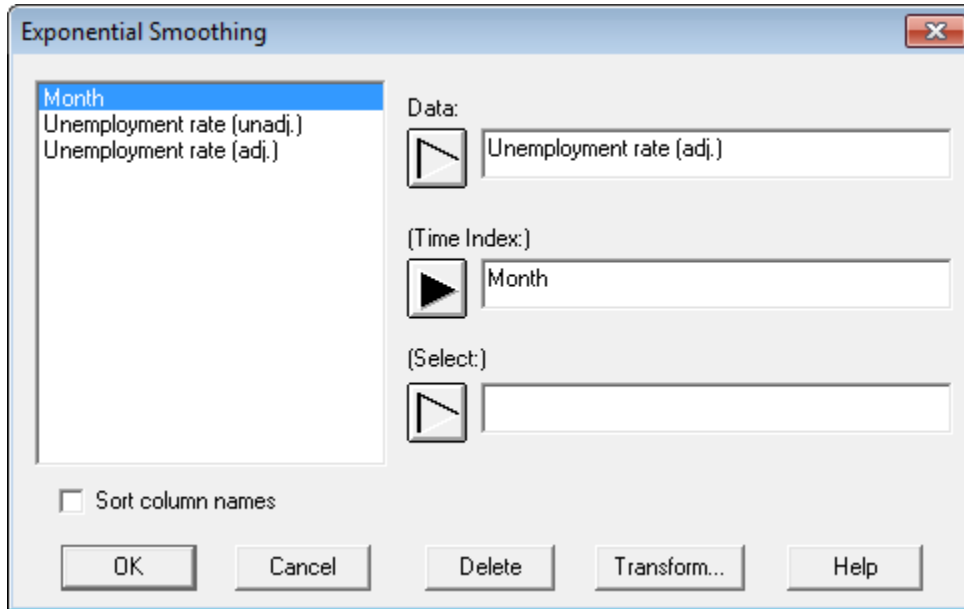 Exponential Smoothing
Month
Unemployment rate (unadj.)
Unemployment rate (adj.)
Data:
Unemployment rate (adj.)
(Time Index:)
Month
(Select:)
Sort column names
OK
Cancel
Delete
Transform...
Help